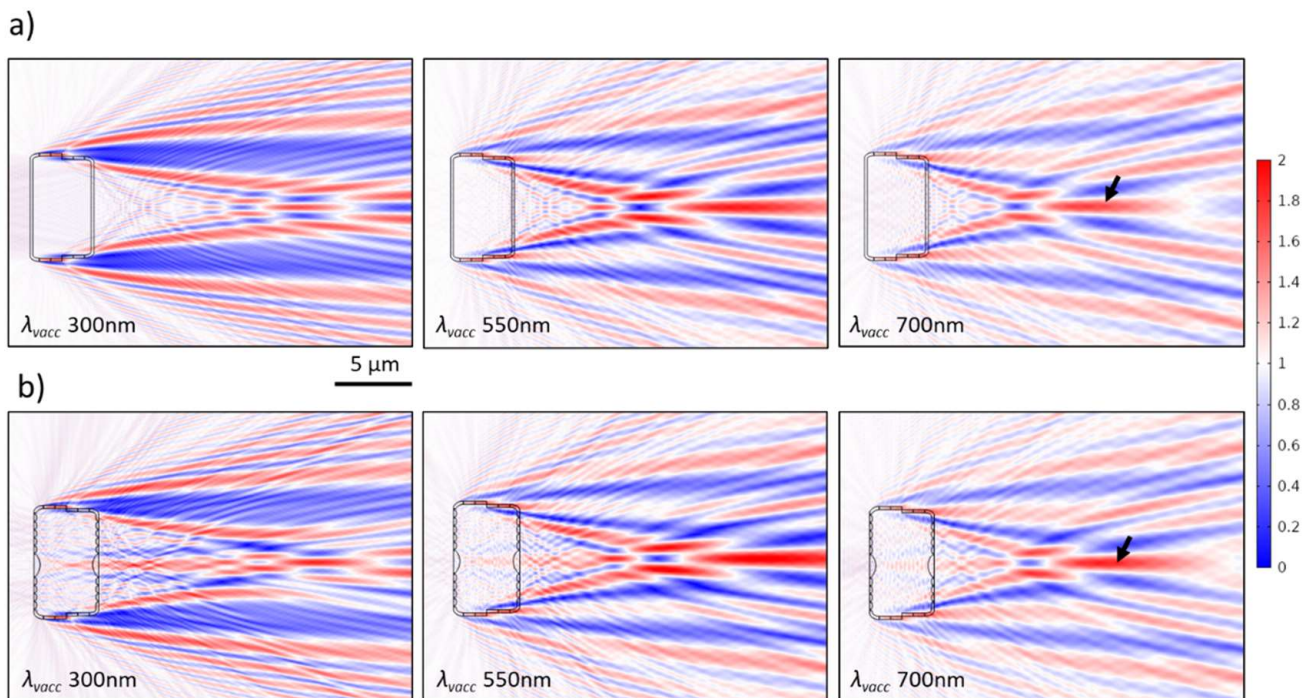 a)
λvacc 300nm
λvacc 550nm
λvacc 700nm
2
1.8
1.6
1.4
1.2
1
0.8
0.6
0.4
0.2
0
5 μm
b)
λvacc 300nm
λvacc 550nm
λvacc 700nm